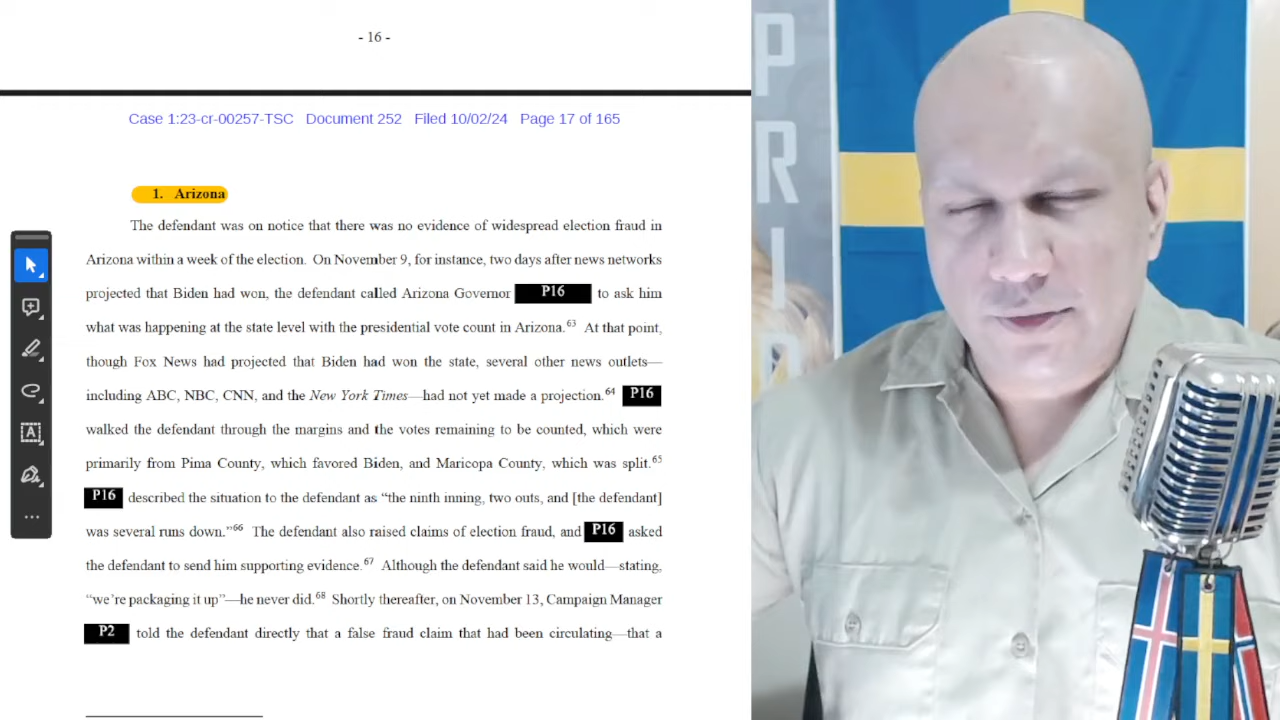 - 16 -
Case 1:23-cr-00257-TSC Document 252 Filed 10/02/24 Page 17 of 165
1. Arizona
The defendant was on notice that there was no evidence of widespread election fraud in
Arizona within a week of the election. On November 9, for instance, two days after news networks
projected that Biden had won, the defendant called Arizona Governor P16 to ask him
what was happening at the state level with the presidential vote count in Arizona.63 At that point,
though Fox News had projected that Biden had won the state, several other news outlets—
including ABC, NBC, CNN, and the New York Times—had not yet made a projection.64 P16
walked the defendant through the margins and the votes remaining to be counted, which were
primarily from Pima County, which favored Biden, and Maricopa County, which was split.65
P16 described the situation to the defendant as “the ninth inning, two outs, and [the defendant]
was several runs down.”66 The defendant also raised claims of election fraud, and P16 asked
the defendant to send him supporting evidence.67 Although the defendant said he would—stating,
“we’re packaging it up”—he never did.68 Shortly thereafter, on November 13, Campaign Manager
P2 told the defendant directly that a false fraud claim that had been circulating—that a
P
R
I
D